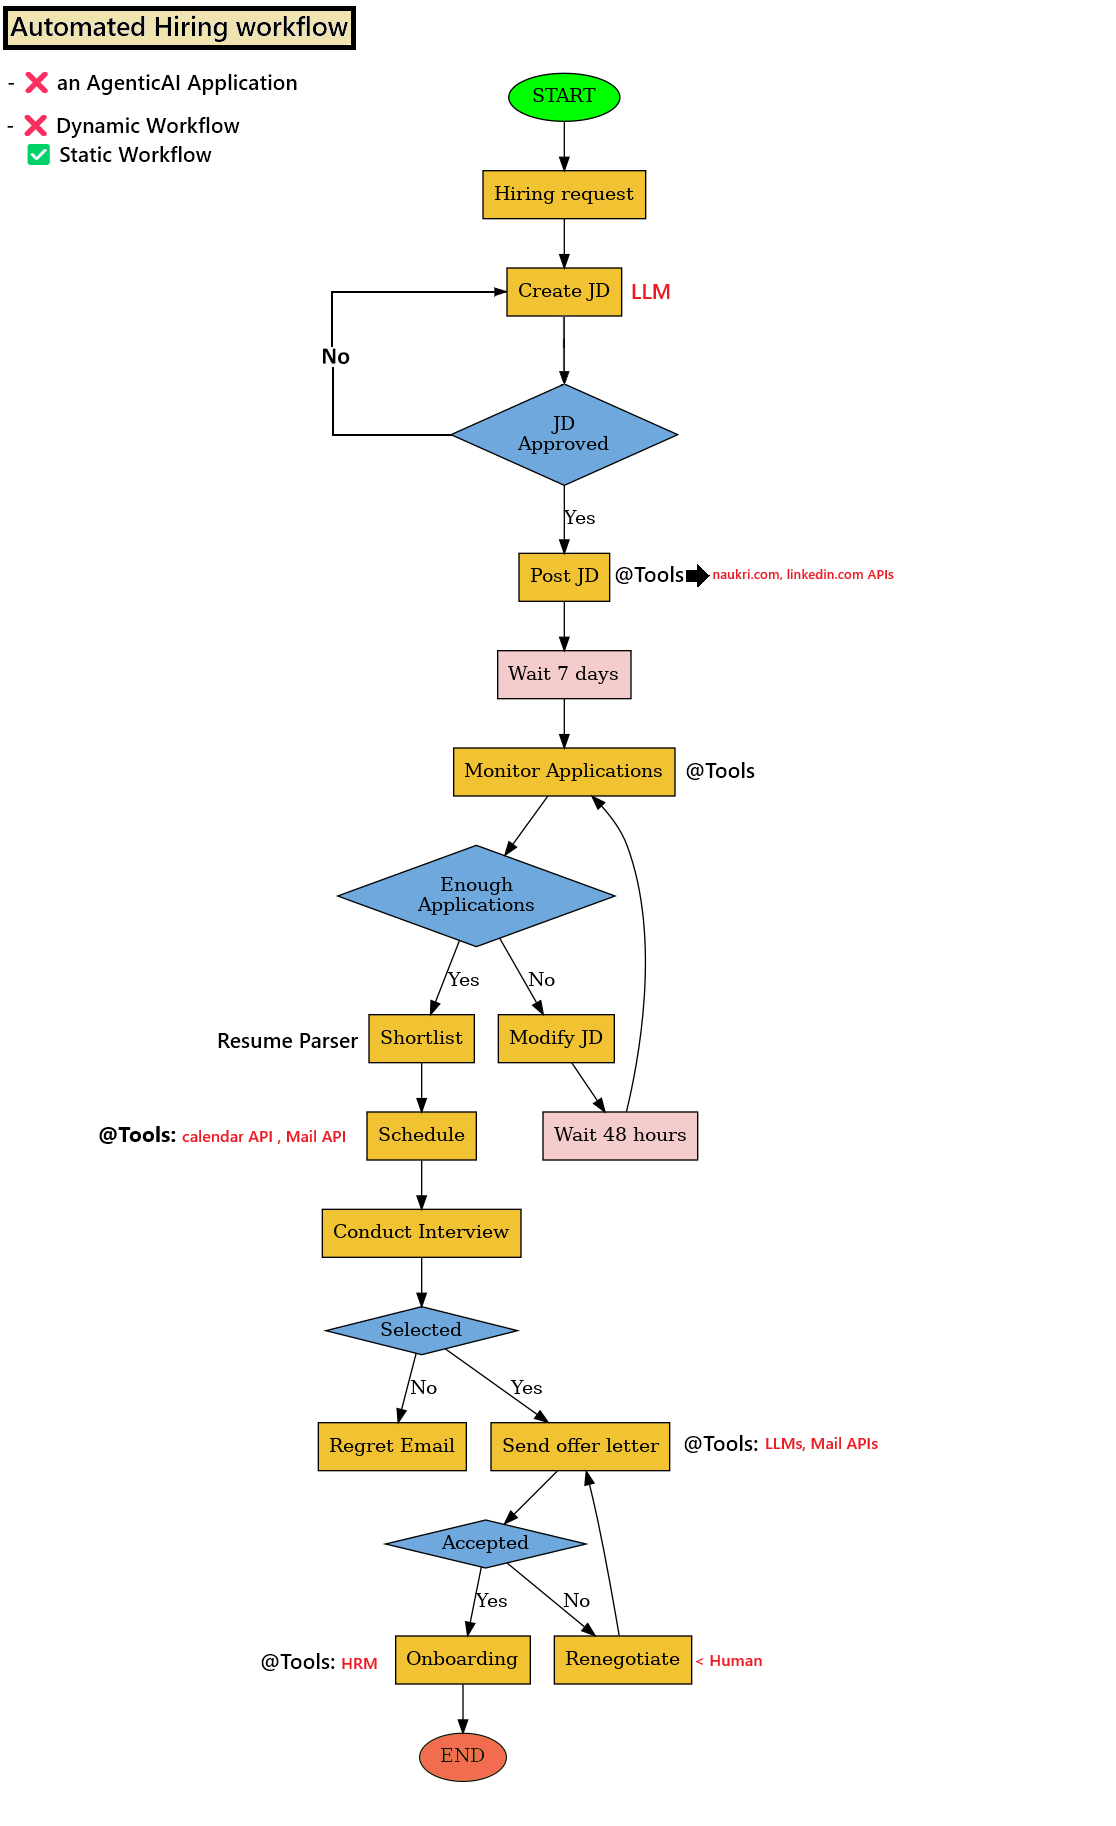 Automated Hiring workflow
- ❌ an AgenticAI Application
- ❌ Dynamic Workflow
✅ Static Workflow
START
Hiring request
Create JD LLM
No
JD
Approved
Yes
Post JD @Tools➡naukri.com, linkedin.com APIs
Wait 7 days
Monitor Applications @Tools
Enough
Applications
Yes No
Resume Parser Shortlist Modify JD
@Tools: calendar API , Mail API Schedule Wait 48 hours
Conduct Interview
Selected
No Yes
Regret Email Send offer letter @Tools: LLMs, Mail APIs
Accepted
Yes No
@Tools: HRM Onboarding Renegotiate < Human
END